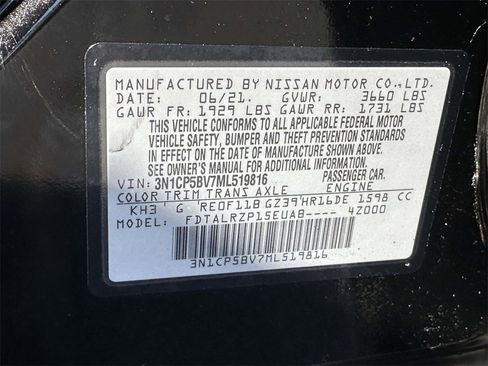 MANUFACTURED BY NISSAN MOTOR CO.,LTD.
DATE: 06/21. GVWR: 3660 LBS
GAWR FR: 1929 LBS GAWR RR: 1731 LBS
THIS VEHICLE CONFORMS TO ALL APPLICABLE FEDERAL MOTOR
VEHICLE SAFETY, BUMPER AND THEFT PREVENTION STANDARDS
IN EFFECT ON THE DATE OF MANUFACTURE SHOWN ABOVE.
SEE OWNER'S MANUAL FOR ADDITIONAL INFORMATION.
VIN: 3N1CP5BV7ML519816 PASSENGER CAR.
COLOR TRIM TRANS AXLE ENGINE
KH3 G RE0F11B GZ39 HR16DE 1598 CC
MODEL: FDTALRZP15EUAB---- 4Z000
3N1CP5BV7ML519816